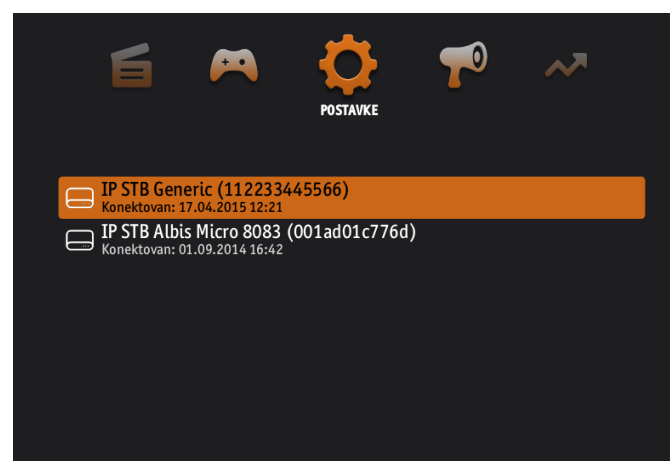 POSTAVKE
IP STB Generic (112233445566)
Konektovan: 17.04.2015 12:21
IP STB Albis Micro 8083 (001ad01c776d)
Konektovan: 01.09.2014 16:42